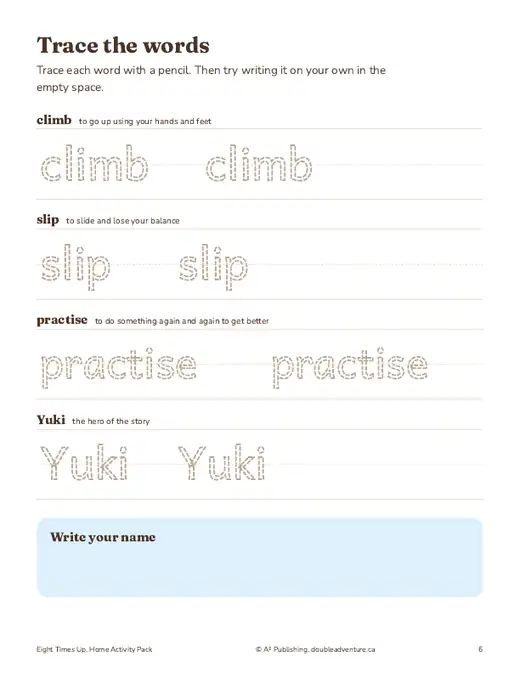 Trace the words
Trace each word with a pencil. Then try writing it on your own in the
empty space.
climb to go up using your hands and feet
climb climb
slip to slide and lose your balance
slip slip
practise to do something again and again to get better
practise practise
Yuki the hero of the story
Yuki Yuki
Write your name
Eight Times Up, Home Activity Pack © A² Publishing, doubleadventure.ca 6